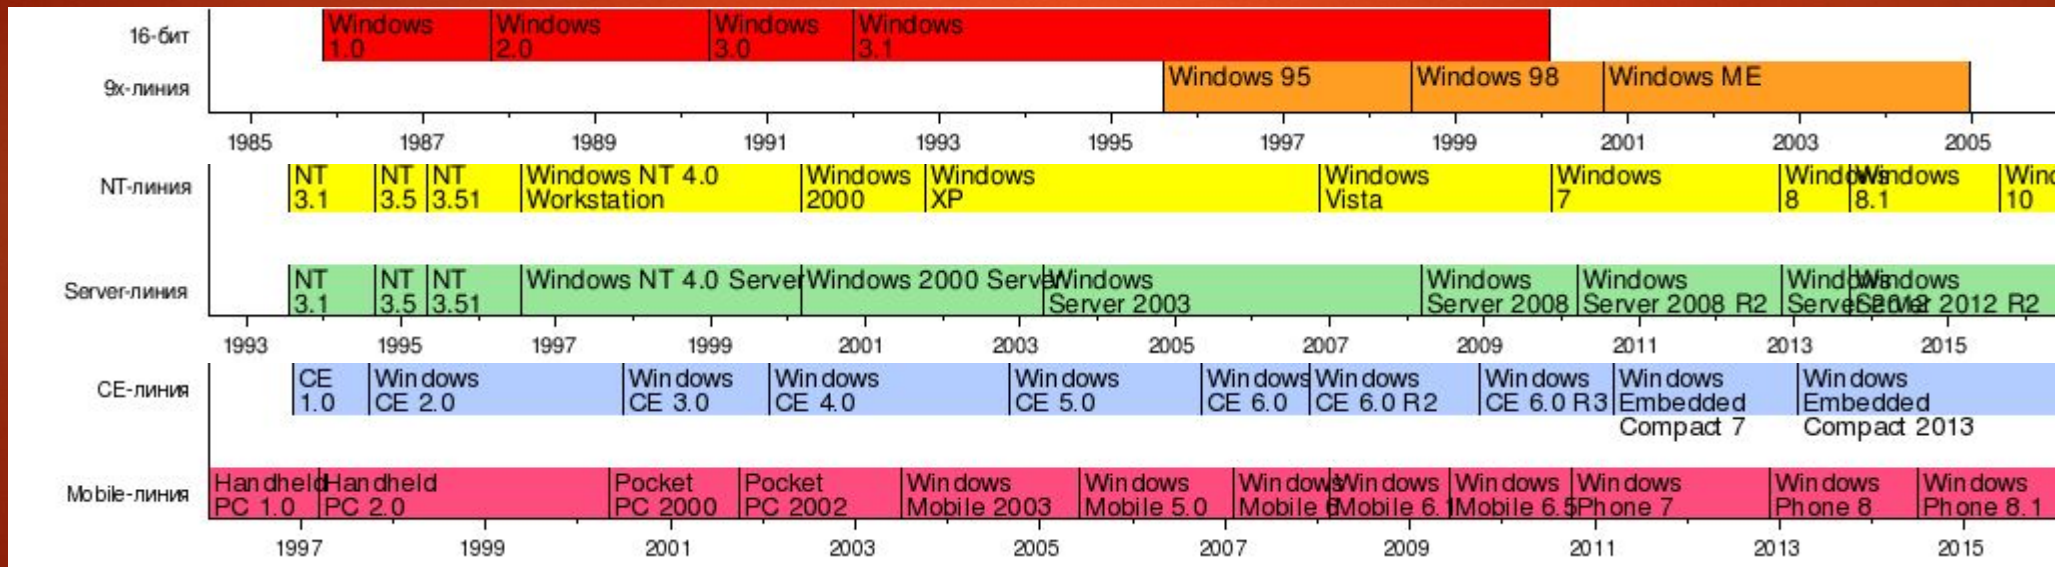 16-бит
Windows 1.0
Windows 2.0
Windows 3.0
Windows 3.1
9x-линия
Windows 95
Windows 98
Windows ME
1985 1987 1989 1991 1993 1995 1997 1999 2001 2003 2005
NT-линия
NT 3.1
NT 3.5
NT 3.51
Windows NT 4.0 Workstation
Windows 2000
Windows XP
Windows Vista
Windows 7
Windows 8
Windows 8.1
Wind 10
Server-линия
NT 3.1
NT 3.5
NT 3.51
Windows NT 4.0 Server
Windows 2000 Server
Windows Server 2003
Windows Server 2008
Windows Server 2008 R2
Windows Server 2012
Windows Server 2012 R2
1993 1995 1997 1999 2001 2003 2005 2007 2009 2011 2013 2015
CE-линия
CE 1.0
Windows CE 2.0
Windows CE 3.0
Windows CE 4.0
Windows CE 5.0
Windows CE 6.0
Windows CE 6.0 R2
Windows CE 6.0 R3
Windows Embedded Compact 7
Windows Embedded Compact 2013
Mobile-линия
Handheld PC 1.0
Handheld PC 2.0
Pocket PC 2000
Pocket PC 2002
Windows Mobile 2003
Windows Mobile 5.0
Windows Mobile 6
Windows Mobile 6.1
Windows Mobile 6.5
Windows Phone 7
Windows Phone 8
Windows Phone 8.1
1997 1999 2001 2003 2005 2007 2009 2011 2013 2015